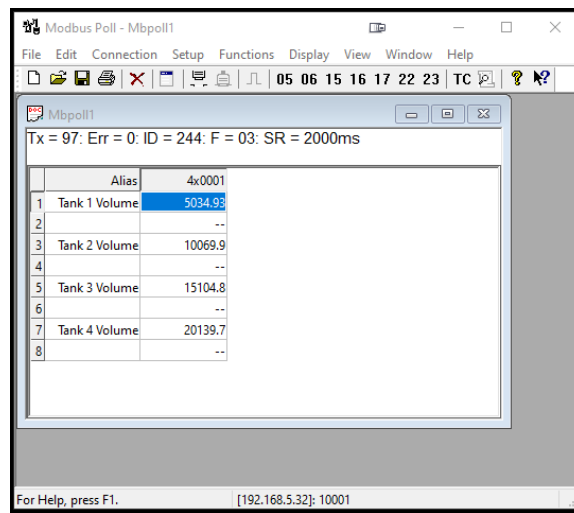 Modbus Poll - Mbpoll1
File Edit Connection Setup Functions Display View Window Help
05 06 15 16 17 22 23 TC
Mbpoll1
Tx = 97: Err = 0: ID = 244: F = 03: SR = 2000ms
Alias 4x0001
1 Tank 1 Volume 5034.93
2 --
3 Tank 2 Volume 10069.9
4 --
5 Tank 3 Volume 15104.8
6 --
7 Tank 4 Volume 20139.7
8 --
For Help, press F1. [192.168.5.32]: 10001